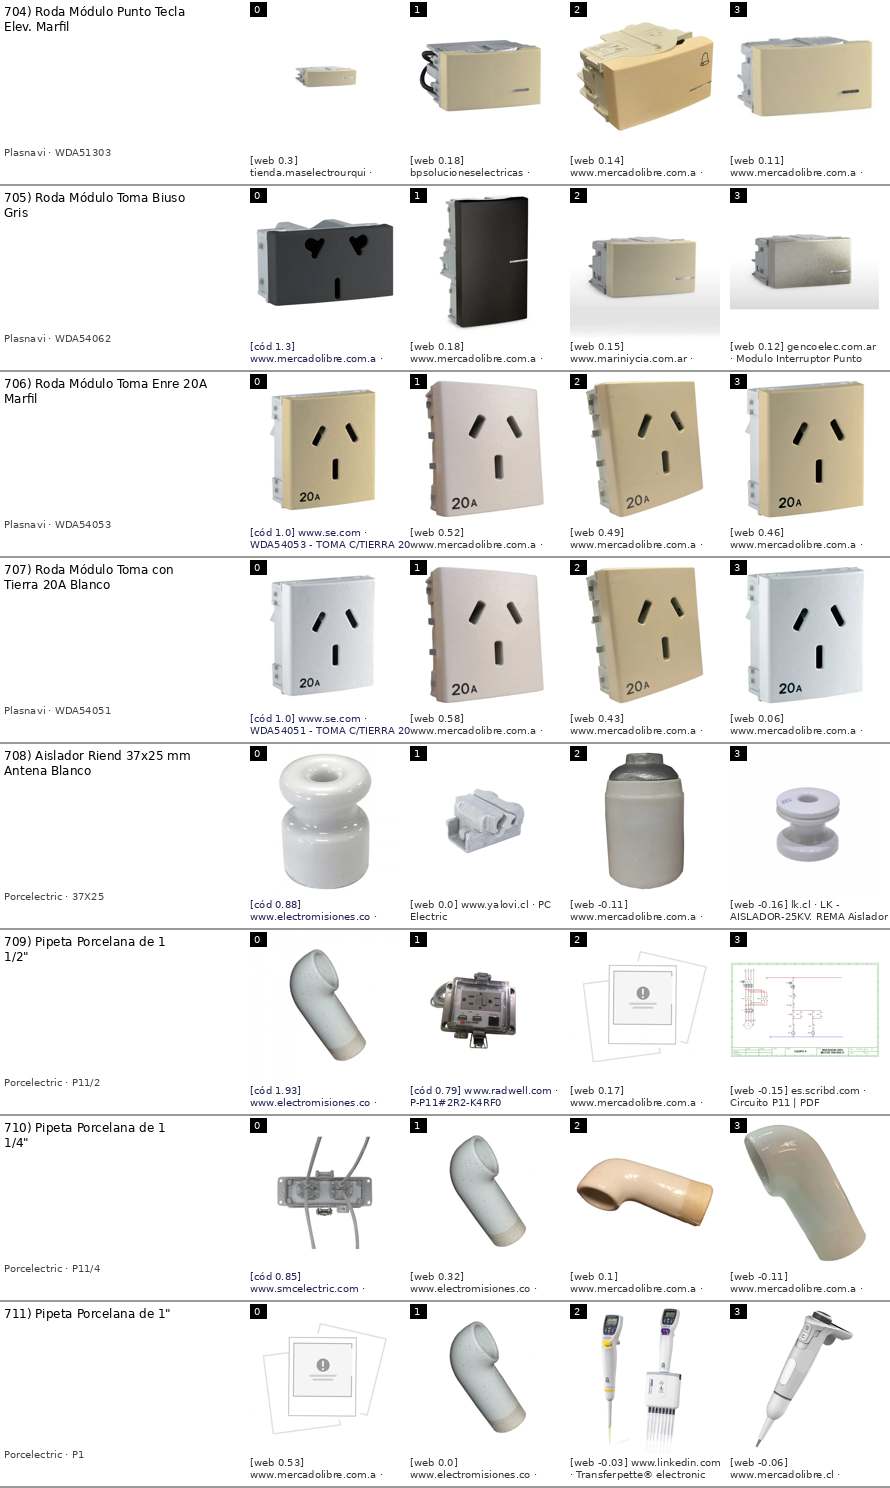 704) Roda Módulo Punto Tecla
Elev. Marfil
Plasnavi · WDA51303
0
1
2
3
[web 0.3]
tienda.maselectrourqui ·
[web 0.18]
bpsolucioneselectricas ·
[web 0.14]
www.mercadolibre.com.a ·
[web 0.11]
www.mercadolibre.com.a ·
705) Roda Módulo Toma Biuso
Gris
Plasnavi · WDA54062
0
1
2
3
[cód 1.3]
www.mercadolibre.com.a ·
[web 0.18]
www.mercadolibre.com.a ·
[web 0.15]
www.mariniycia.com.ar ·
[web 0.12] gencoelec.com.ar
· Modulo Interruptor Punto
706) Roda Módulo Toma Enre 20A
Marfil
Plasnavi · WDA54053
0
1
2
3
20A
20A
20A
20A
[cód 1.0] www.se.com ·
WDA54053 - TOMA C/TIERRA 20
[web 0.52]
www.mercadolibre.com.a ·
[web 0.49]
www.mercadolibre.com.a ·
[web 0.46]
www.mercadolibre.com.a ·
707) Roda Módulo Toma con
Tierra 20A Blanco
Plasnavi · WDA54051
0
1
2
3
20A
20A
20A
20A
[cód 1.0] www.se.com ·
WDA54051 - TOMA C/TIERRA 20
[web 0.58]
www.mercadolibre.com.a ·
[web 0.43]
www.mercadolibre.com.a ·
[web 0.06]
www.mercadolibre.com.a ·
708) Aislador Riend 37x25 mm
Antena Blanco
Porcelectric · 37X25
0
1
2
3
[cód 0.88]
www.electromisiones.co ·
[web 0.0] www.yalovi.cl · PC
Electric
[web -0.11]
www.mercadolibre.com.a ·
[web -0.16] lk.cl · LK -
AISLADOR-25KV. REMA Aislador
709) Pipeta Porcelana de 1
1/2"
Porcelectric · P11/2
0
1
2
3
[cód 1.93]
www.electromisiones.co ·
[cód 0.79] www.radwell.com ·
P-P11#2R2-K4RF0
[web 0.17]
www.mercadolibre.com.a ·
[web -0.15] es.scribd.com ·
Circuito P11 | PDF
710) Pipeta Porcelana de 1
1/4"
Porcelectric · P11/4
0
1
2
3
[cód 0.85]
www.smcelectric.com ·
[web 0.32]
www.electromisiones.co ·
[web 0.1]
www.mercadolibre.com.a ·
[web -0.11]
www.mercadolibre.com.a ·
711) Pipeta Porcelana de 1"
Porcelectric · P1
0
1
2
3
[web 0.53]
www.mercadolibre.com.a ·
[web 0.0]
www.electromisiones.co ·
[web -0.03] www.linkedin.com
· Transferpette® electronic
[web -0.06]
www.mercadolibre.cl ·